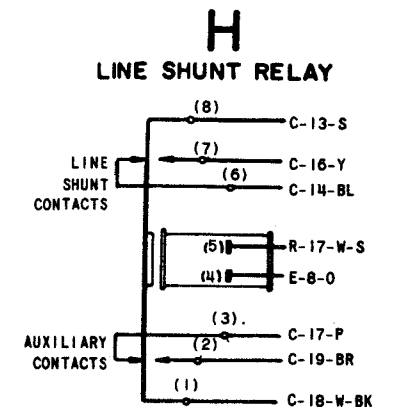 H
LINE SHUNT RELAY
(8)
C-13-S
(7)
LINE
SHUNT
CONTACTS
C-16-Y
(6)
C-14-BL
(5)
R-17-W-S
(4)
E-8-O
(3).
C-17-P
AUXILIARY
CONTACTS
(2)
C-19-BR
(1)
C-18-W-BK